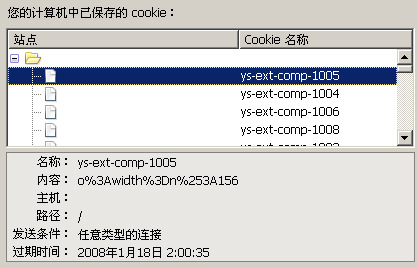 您的计算机中已保存的 cookie：
站点 Cookie 名称
ys-ext-comp-1005
ys-ext-comp-1004
ys-ext-comp-1006
ys-ext-comp-1008
名称： ys-ext-comp-1005
内容： o%3Awidth%3Dn%253A156
主机：
路径： /
发送条件： 任意类型的连接
过期时间： 2008年1月18日 2:00:35